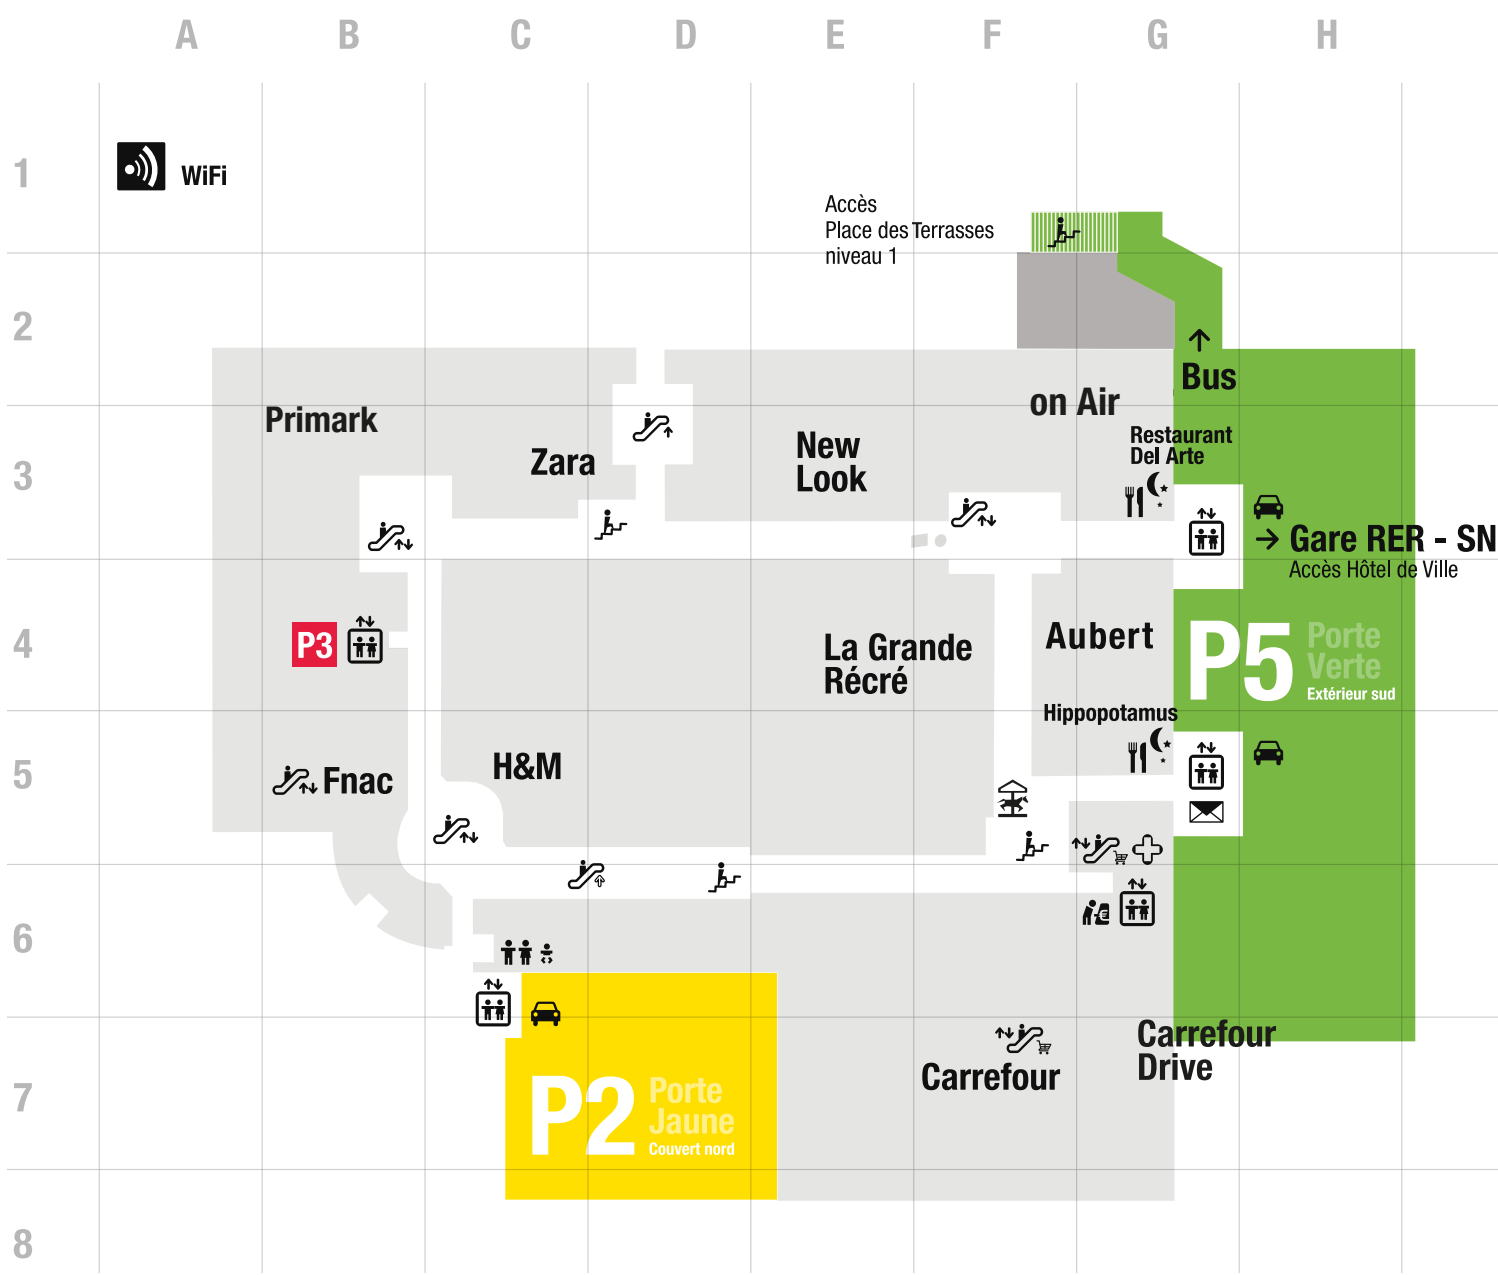 A B C D E F G H
1
WiFi
Accès
Place des Terrasses
niveau 1
2
Bus
on Air
Primark
3
Zara
New
Look
Restaurant
Del Arte
Gare RER - SN
Accès Hôtel de Ville
4
P3
La Grande
Récré
Aubert
P5
Porte
Verte
Extérieur sud
Hippopotamus
5
Fnac
H&M
6
Carrefour
Drive
Carrefour
7
P2
Porte
Jaune
Couvert nord
8